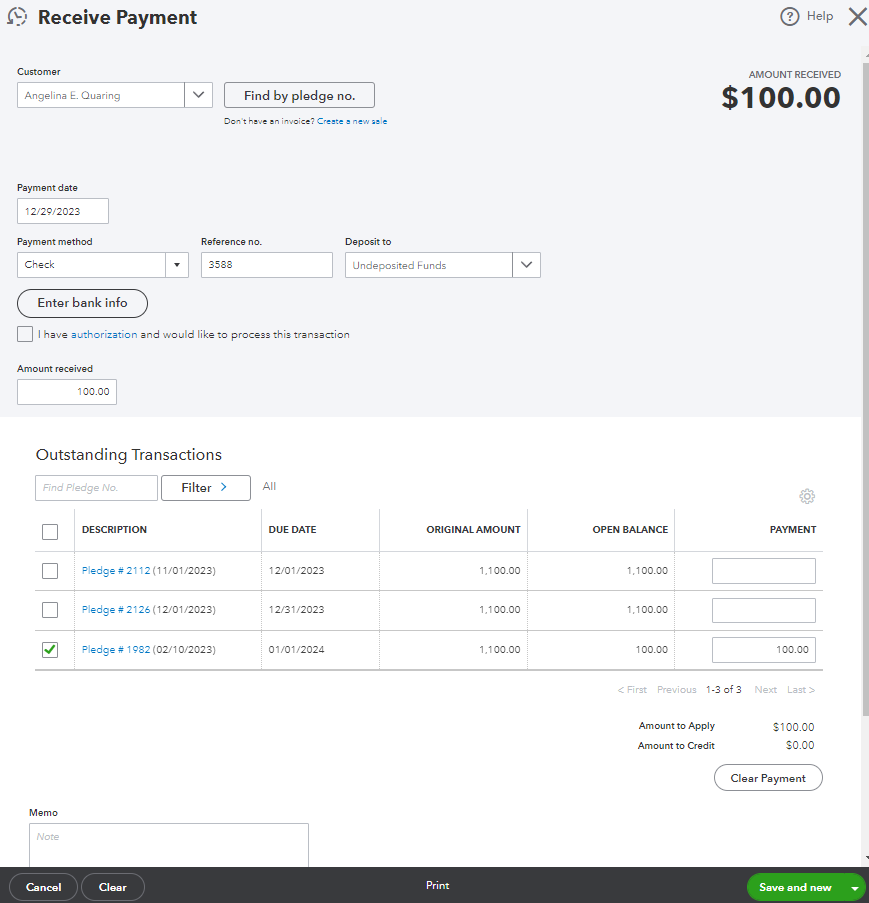 Receive Payment
Help
Customer
AMOUNT RECEIVED
$100.00
Angelina E. Quaring
Find by pledge no.
Don't have an invoice? Create a new sale
Payment date
12/29/2023
Payment method Reference no. Deposit to
Check 3588 Undeposited Funds
Enter bank info
I have authorization and would like to process this transaction
Amount received
100.00
Outstanding Transactions
Find Pledge No. Filter > All
DESCRIPTION DUE DATE ORIGINAL AMOUNT OPEN BALANCE PAYMENT
Pledge # 2112 (11/01/2023) 12/01/2023 1,100.00 1,100.00
Pledge # 2126 (12/01/2023) 12/31/2023 1,100.00 1,100.00
Pledge # 1982 (02/10/2023) 01/01/2024 1,100.00 100.00 100.00
< First Previous 1-3 of 3 Next Last >
Amount to Apply $100.00
Amount to Credit $0.00
Clear Payment
Memo
Note
Cancel Clear Print Save and new